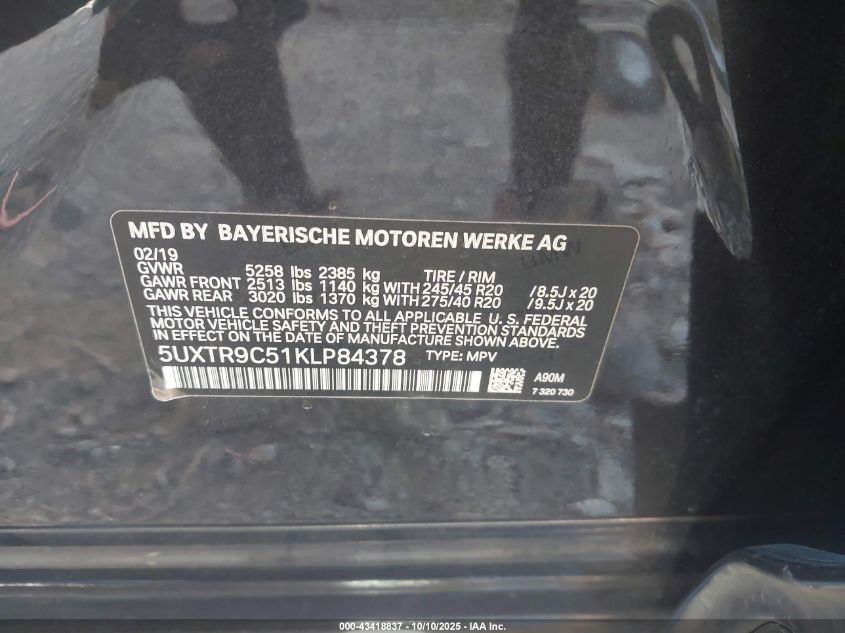 MFD BY BAYERISCHE MOTOREN WERKE AG
02/19
GVWR 5258 lbs 2385 kg TIRE / RIM
GAWR FRONT 2513 lbs 1140 kg WITH 245/45 R20 /8.5J x 20
GAWR REAR 3020 lbs 1370 kg WITH 275/40 R20 /9.5J x 20
THIS VEHICLE CONFORMS TO ALL APPLICABLE U. S. FEDERAL
MOTOR VEHICLE SAFETY AND THEFT PREVENTION STANDARDS
IN EFFECT ON THE DATE OF MANUFACTURE SHOWN ABOVE.
5UXTR9C51KLP84378 TYPE: MPV
A90M
7 320 730
000-43418837 - 10/10/2025 - IAA Inc.